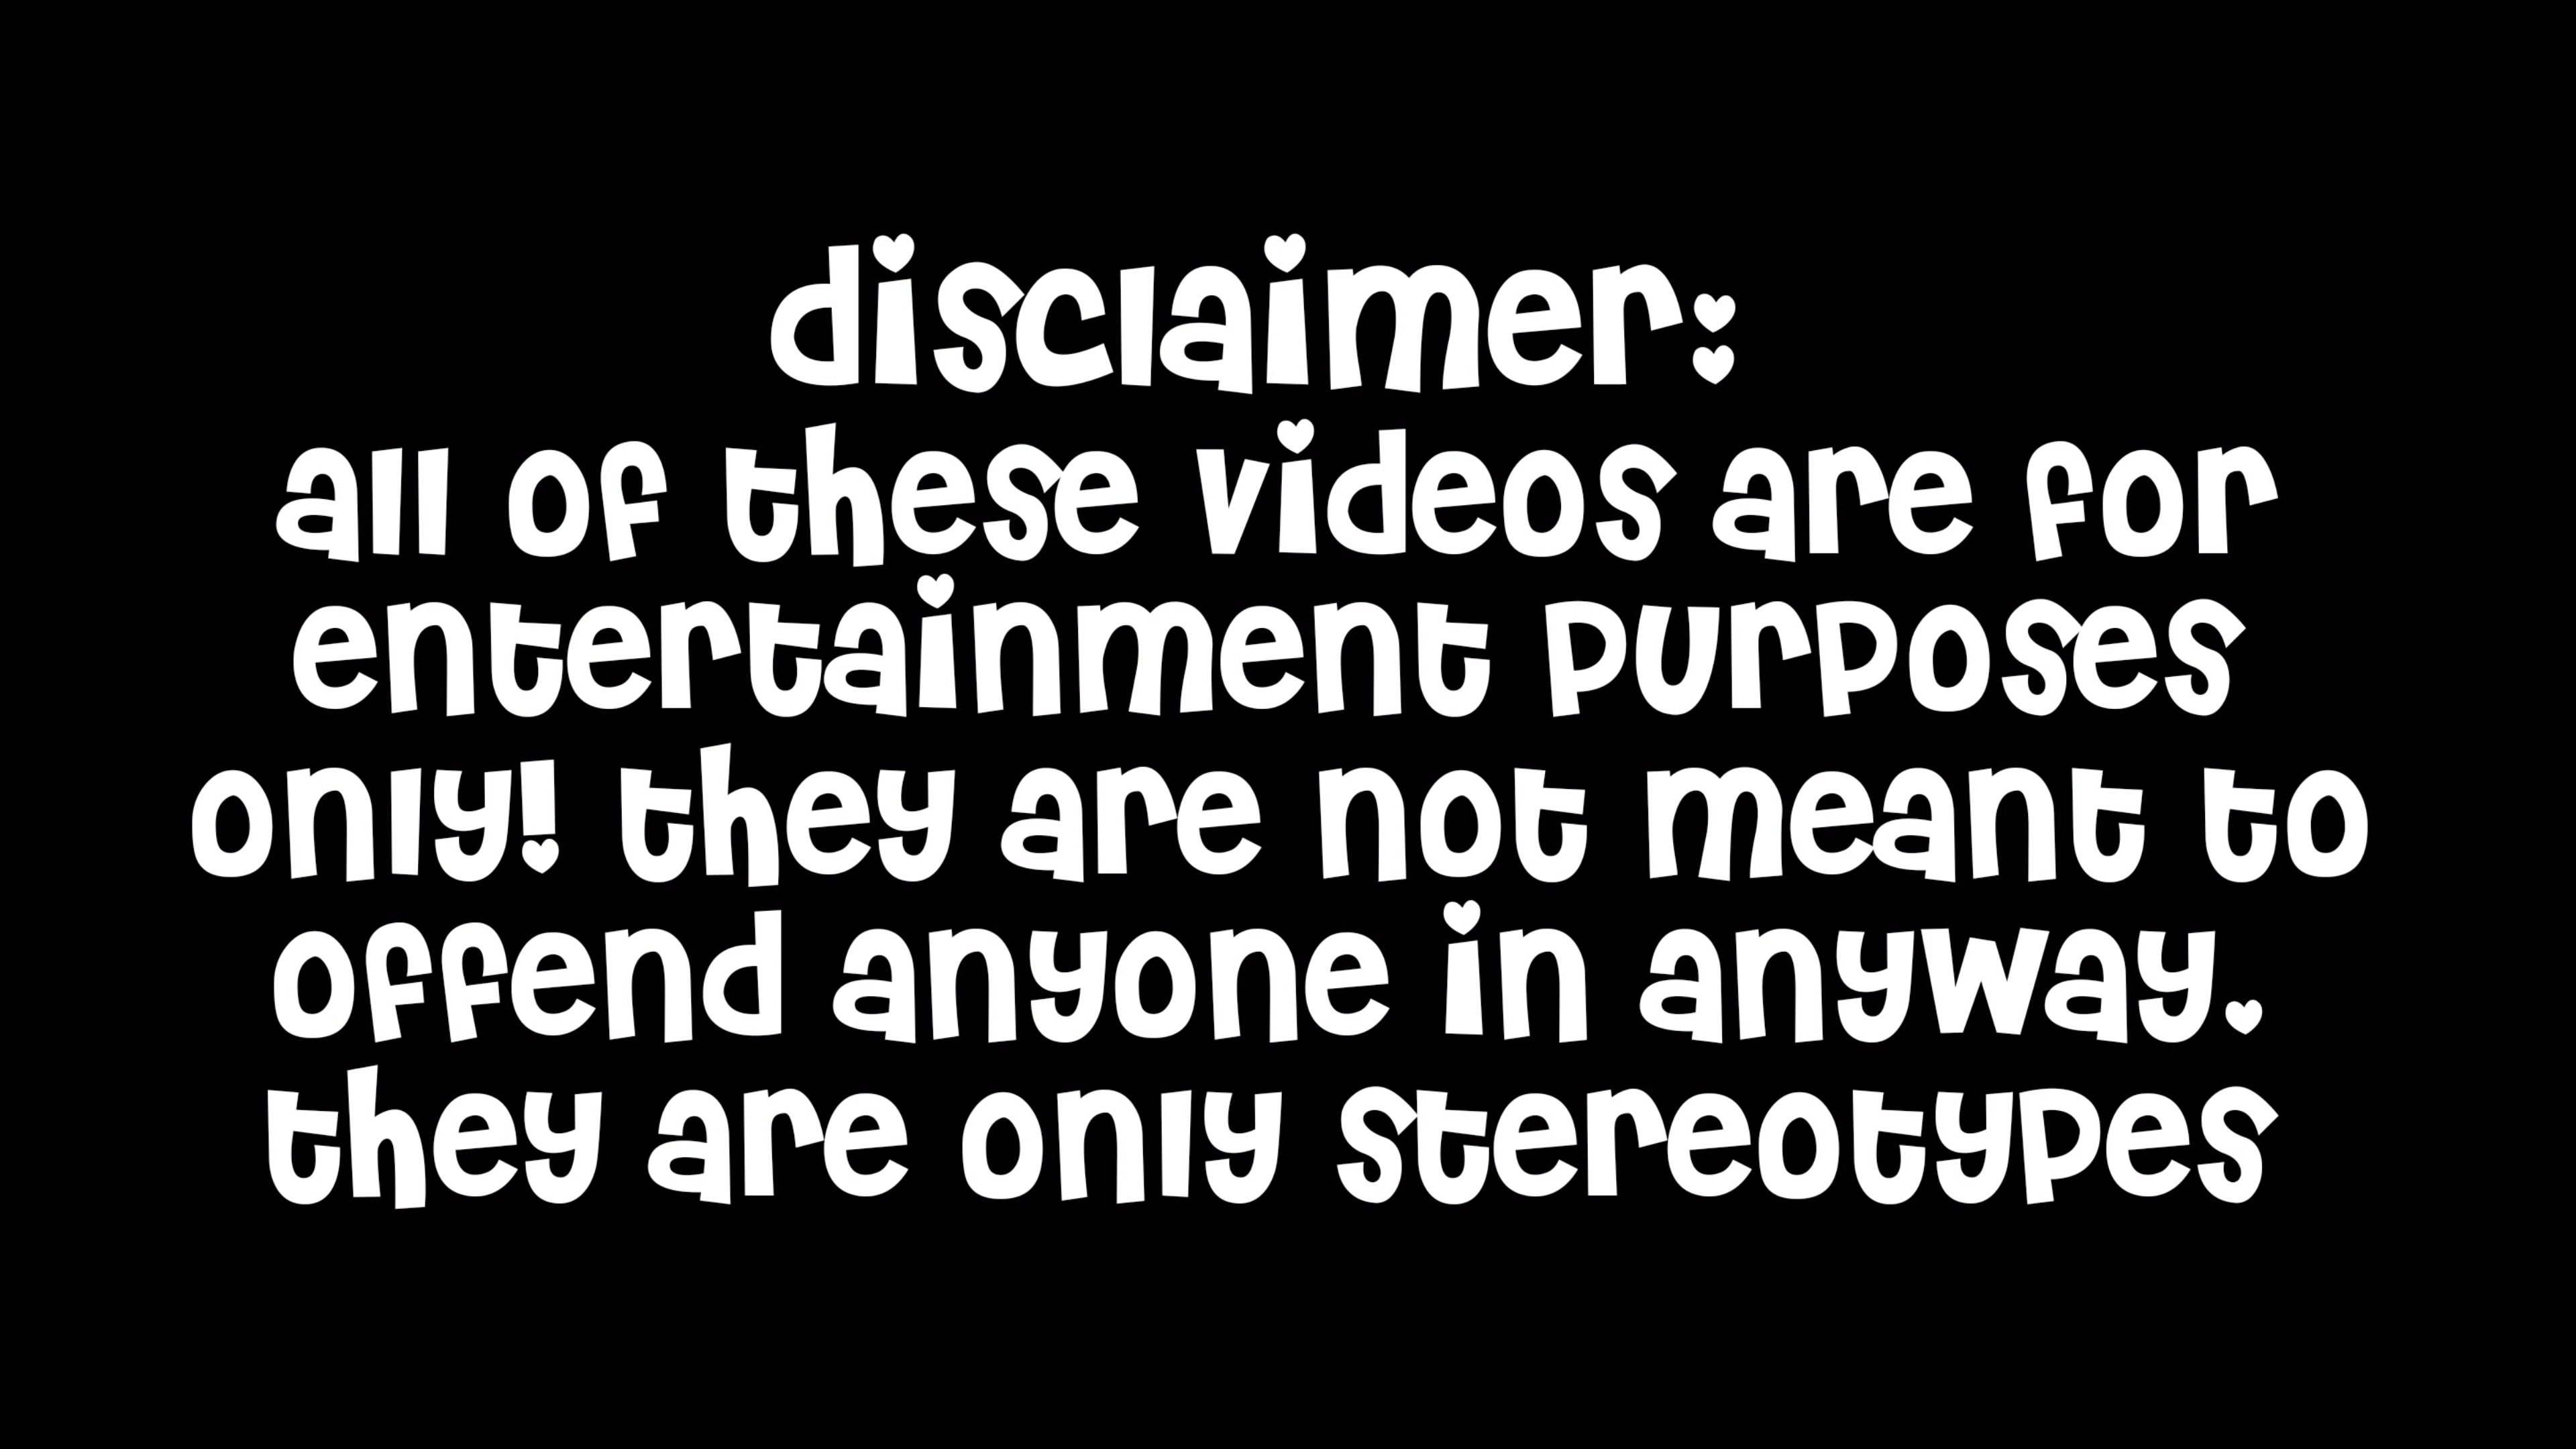 disclaimer:
all of these videos are for
entertainment purposes
only! they are not meant to
offend anyone in anyway.
they are only stereotypes